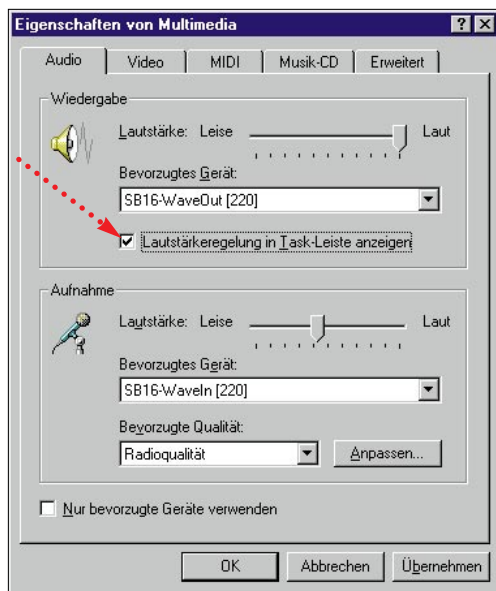 Eigenschaften von Multimedia
Audio Video MIDI Musik-CD Erweitert
Wiedergabe
Lautstärke: Leise Laut
Bevorzugtes Gerät:
SB16-WaveOut [220]
Lautstärkeregelung in Task-Leiste anzeigen
Aufnahme
Lautstärke: Leise Laut
Bevorzugtes Gerät:
SB16-WaveIn [220]
Bevorzugte Qualität:
Radioqualität Anpassen...
Nur bevorzugte Geräte verwenden
OK Abbrechen Übernehmen